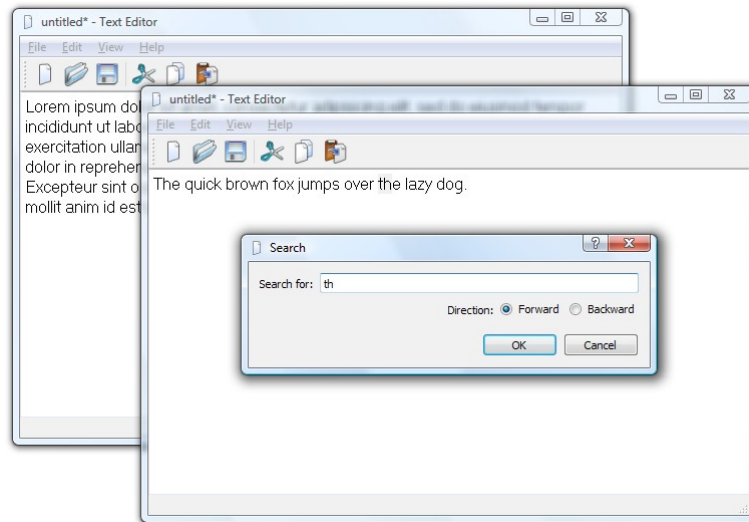 untitled* - Text Editor
File Edit View Help
Lorem ipsum dol
incididunt ut labo
exercitation ullam
dolor in reprehen
Excepteur sint o
mollit anim id est
untitled* - Text Editor
File Edit View Help
The quick brown fox jumps over the lazy dog.
Search
Search for: th
Direction: Forward Backward
OK Cancel